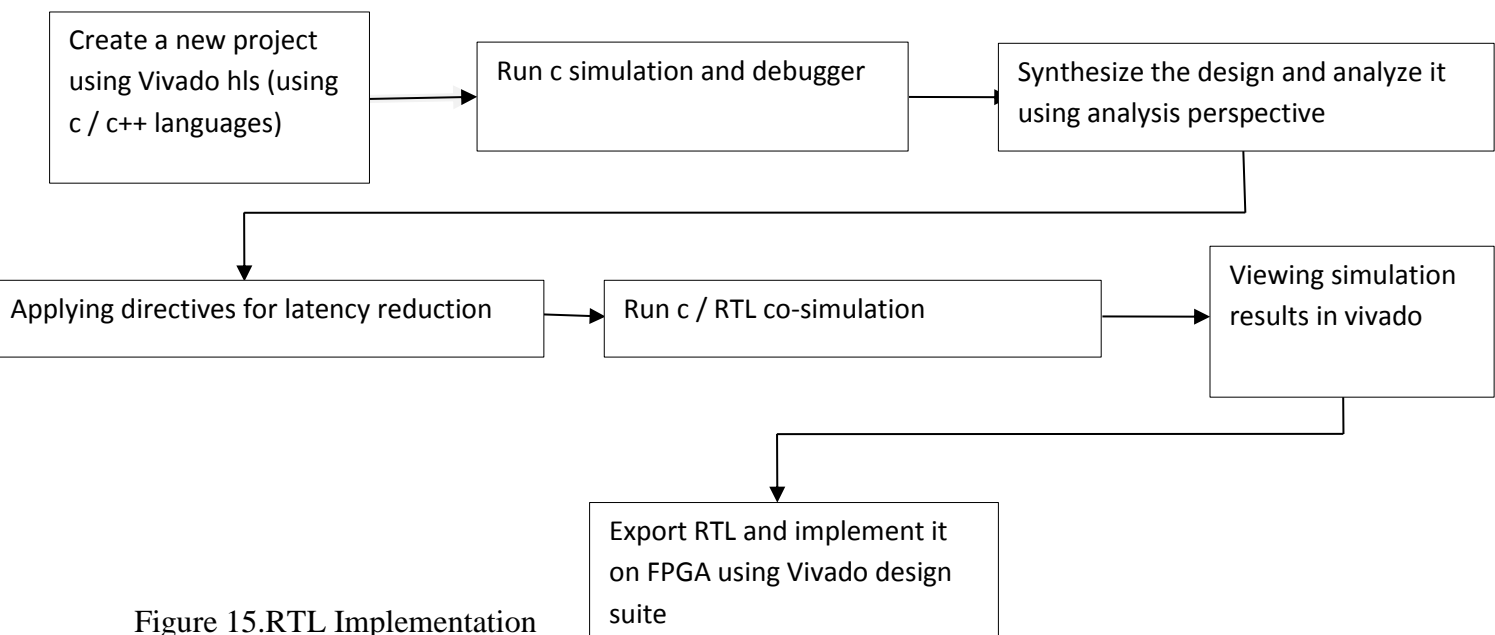 Create a new project
using Vivado hls (using
c / c++ languages)
Run c simulation and debugger
Synthesize the design and analyze it
using analysis perspective
Applying directives for latency reduction
Run c / RTL co-simulation
Viewing simulation
results in vivado
Export RTL and implement it
on FPGA using Vivado design
suite
Figure 15.RTL Implementation